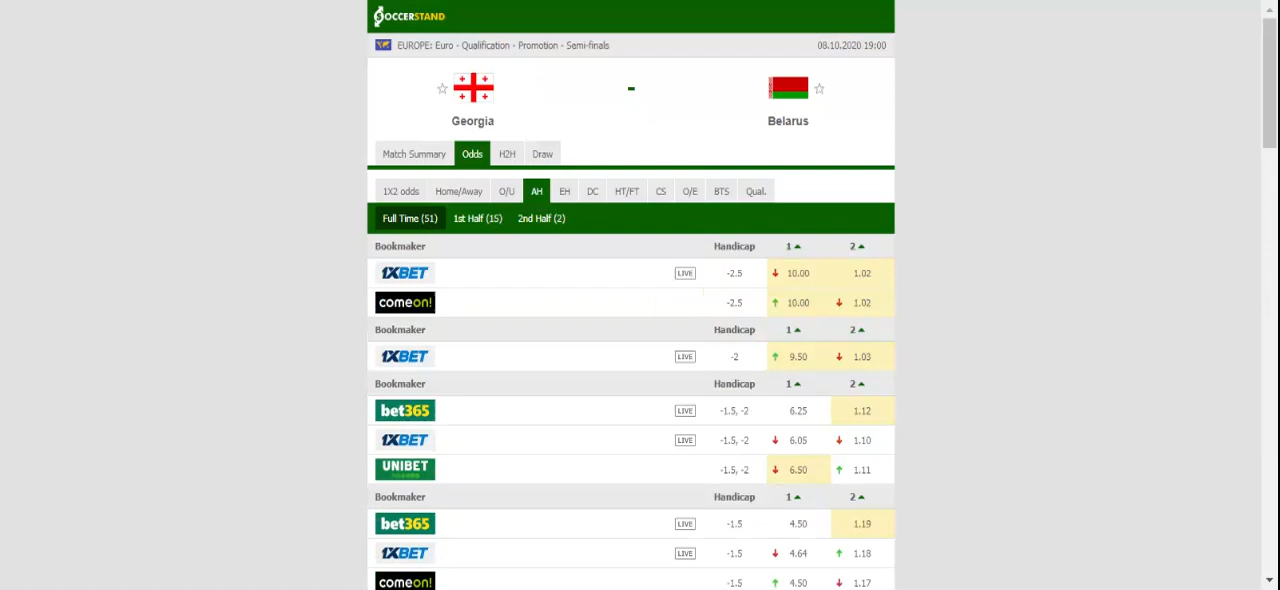 SOCCERSTAND
EUROPE: Euro - Qualification - Promotion - Semi-finals 08.10.2020 19:00
-
Georgia Belarus
Match Summary Odds H2H Draw
1X2 odds Home/Away O/U AH EH DC HT/FT CS O/E BTS Qual.
Full Time (51) 1st Half (15) 2nd Half (2)
Bookmaker Handicap 1 2
1XBET LIVE -2.5 10.00 1.02
comeon! -2.5 10.00 1.02
Bookmaker Handicap 1 2
1XBET LIVE -2 9.50 1.03
Bookmaker Handicap 1 2
bet365 LIVE -1.5, -2 6.25 1.12
1XBET LIVE -1.5, -2 6.05 1.10
UNIBET -1.5, -2 6.50 1.11
Bookmaker Handicap 1 2
bet365 LIVE -1.5 4.50 1.19
1XBET LIVE -1.5 4.64 1.18
comeon! -1.5 4.50 1.17